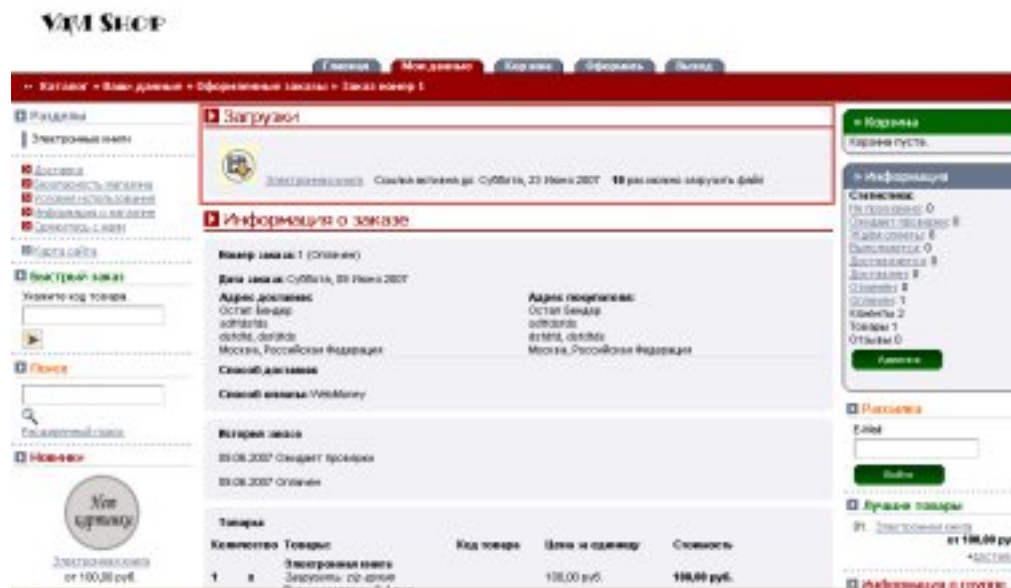 VaM Shop
Главная Мои данные Корзина Оформить Выход
Каталог » Ваши данные » Оформленные заказы » Заказ номер 1
Разделы
Электронные книги
Доставка
Безопасность магазина
Условия использования
Информация о магазине
Свяжитесь с нами
Карта сайта
Быстрый заказ
Укажите код товара.
Поиск
Расширенный поиск
Новинки
Нет картинки
Электронная книга
от 100,00 руб.
Загрузки
Электронная книга Ссылка активна до: Суббота, 23 Июня 2007 10 раз можно загрузить файл
Информация о заказе
Номер заказа: 1 (Оплачен)
Дата заказа: Суббота, 09 Июня 2007
Адрес доставки:
Остап Бендер
Москва, Российская Федерация
Адрес покупателя:
Остап Бендер
Москва, Российская Федерация
Способ доставки
Способ оплаты: WebMoney
История заказа
09.06.2007 Ожидает проверки
09.06.2007 Оплачен
Товары
Количество Товары: Код товара Цена за единицу Стоимость
1 x Электронная книга 100,00 руб. 100,00 руб.
» Корзина
Корзина пуста.
» Информация
Статистика:
Не проверено: 0
Ожидает проверки: 0
Ждём оплаты: 0
Выполняется: 0
Доставляется: 0
Доставлен: 0
Отменён: 0
Оплачен: 1
Клиенты 2
Товары 1
Отзывы 0
Админка
Рассылка
E-Mail
Войти
Лучшие товары
01. Электронная книга
от 100,00 ру
Информация о группе